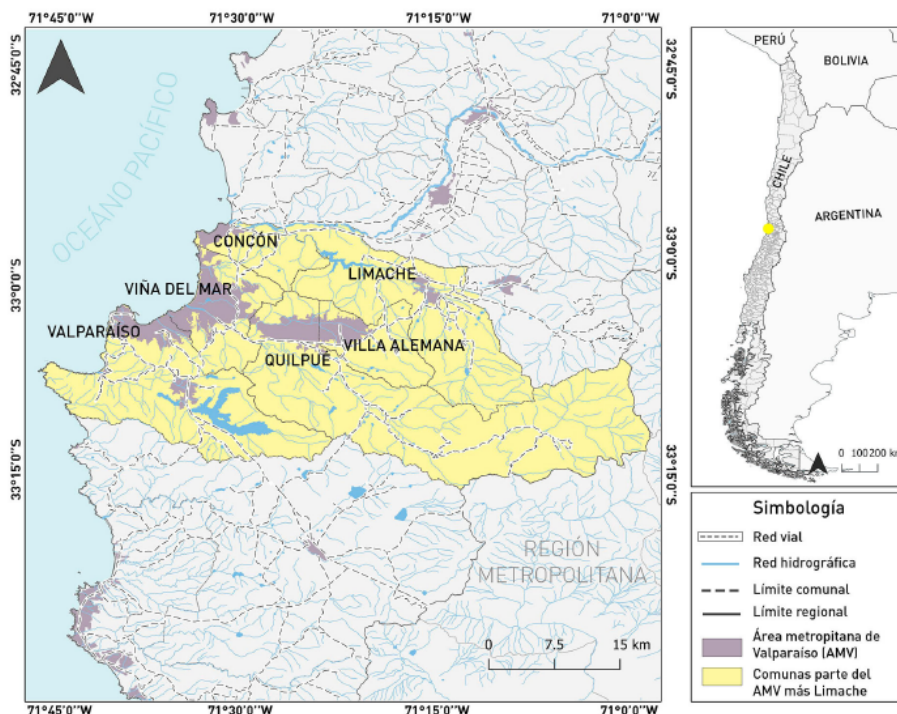 71°45'0''W
71°30'0''W
71°15'0''W
71°0'0''W
32°45'0''S
32°45'0''S
OCEÁNO PACÍFICO
CONCÓN
LIMACHE
VIÑA DEL MAR
VALPARAÍSO
VILLA ALEMANA
QUILPUÉ
33°0'0''S
33°0'0''S
33°15'0''S
33°15'0''S
REGIÓN
METROPOLITANA
0 7.5 15 km
71°45'0''W
71°30'0''W
71°15'0''W
71°0'0''W
PERÚ
BOLIVIA
CHILE
ARGENTINA
0 100200 km
Simbología
Red vial
Red hidrográfica
Límite comunal
Límite regional
Área metropitana de
Valparaíso (AMV)
Comunas parte del
AMV más Limache